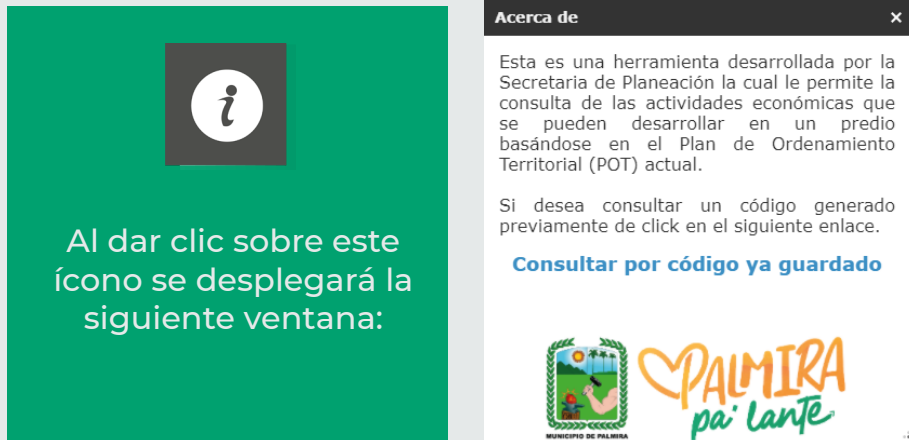 i
Al dar clic sobre este
ícono se desplegará la
siguiente ventana:
Acerca de ×
Esta es una herramienta desarrollada por la
Secretaria de Planeación la cual le permite la
consulta de las actividades económicas que
se pueden desarrollar en un predio
basándose en el Plan de Ordenamiento
Territorial (POT) actual.
Si desea consultar un código generado
previamente de click en el siguiente enlace.
Consultar por código ya guardado
MUNICIPIO DE PALMIRA
PALMIRA
pa' lante